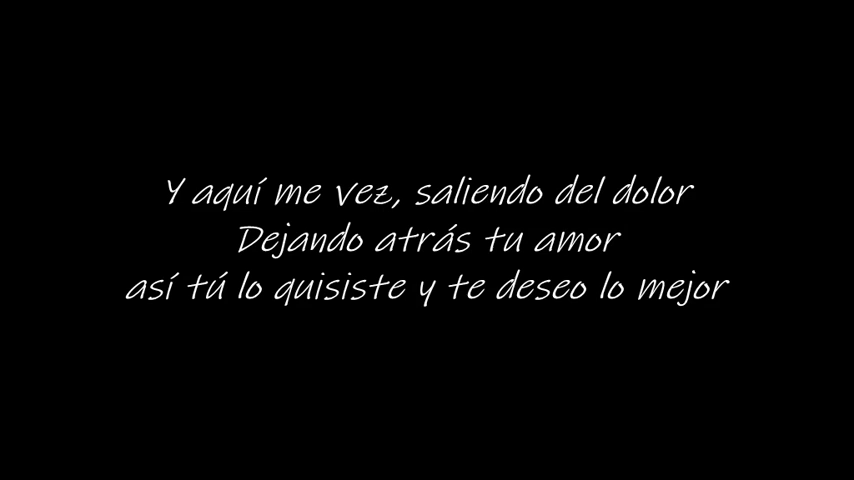 Y aquí me vez, saliendo del dolor
Dejando atrás tu amor
así tú lo quisiste y te deseo lo mejor